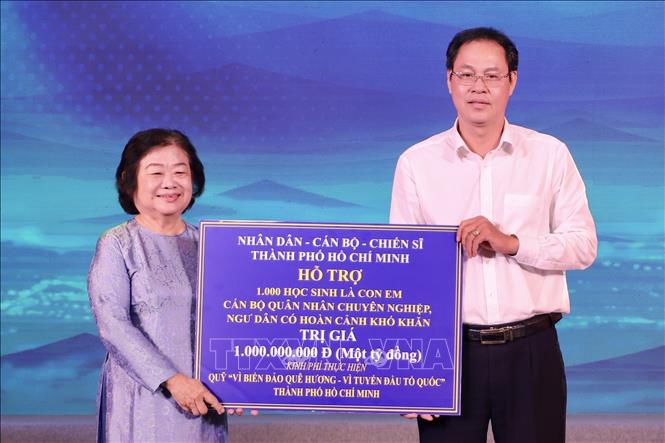 NHÂN DÂN - CÁN BỘ - CHIẾN SĨ
THÀNH PHỐ HỒ CHÍ MINH
HỖ TRỢ
1.000 HỌC SINH LÀ CON EM
CÁN BỘ QUÂN NHÂN CHUYÊN NGHIỆP,
NGƯ DÂN CÓ HOÀN CẢNH KHÓ KHĂN
TRỊ GIÁ
1.000.000.000 Đ (Một tỷ đồng)
KINH PHÍ THỰC HIỆN
QUỸ “VÌ BIỂN ĐẢO QUÊ HƯƠNG - VÌ TUYẾN ĐẦU TỔ QUỐC”
THÀNH PHỐ HỒ CHÍ MINH
TTXVN_VNA